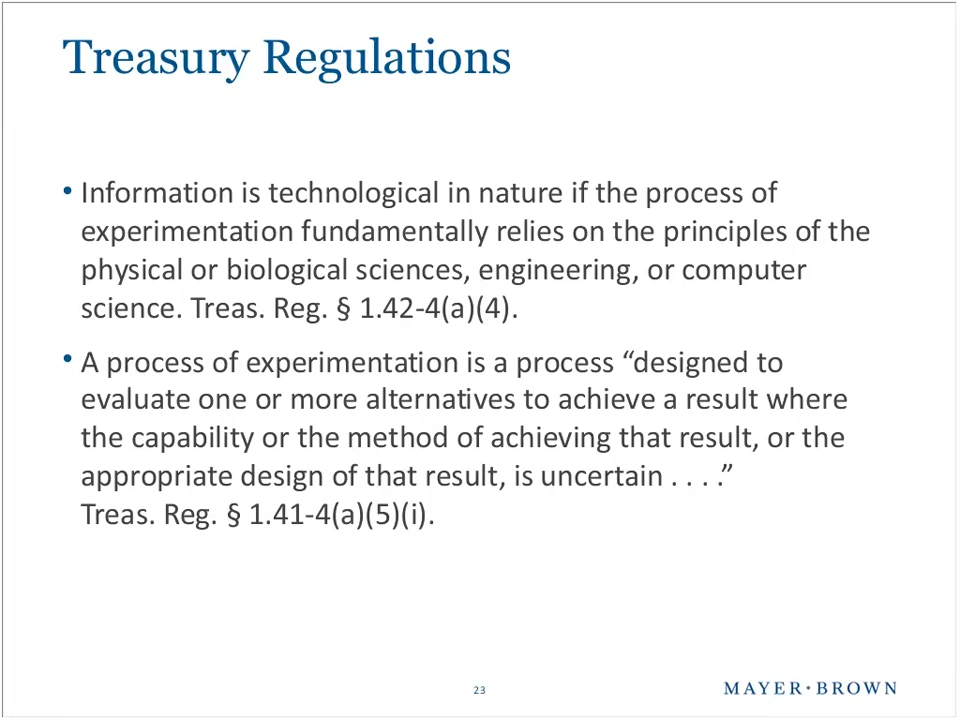 Treasury Regulations
• Information is technological in nature if the process of
experimentation fundamentally relies on the principles of the
physical or biological sciences, engineering, or computer
science. Treas. Reg. § 1.42-4(a)(4).
• A process of experimentation is a process “designed to
evaluate one or more alternatives to achieve a result where
the capability or the method of achieving that result, or the
appropriate design of that result, is uncertain . . . .”
Treas. Reg. § 1.41-4(a)(5)(i).
23
MAYER•BROWN